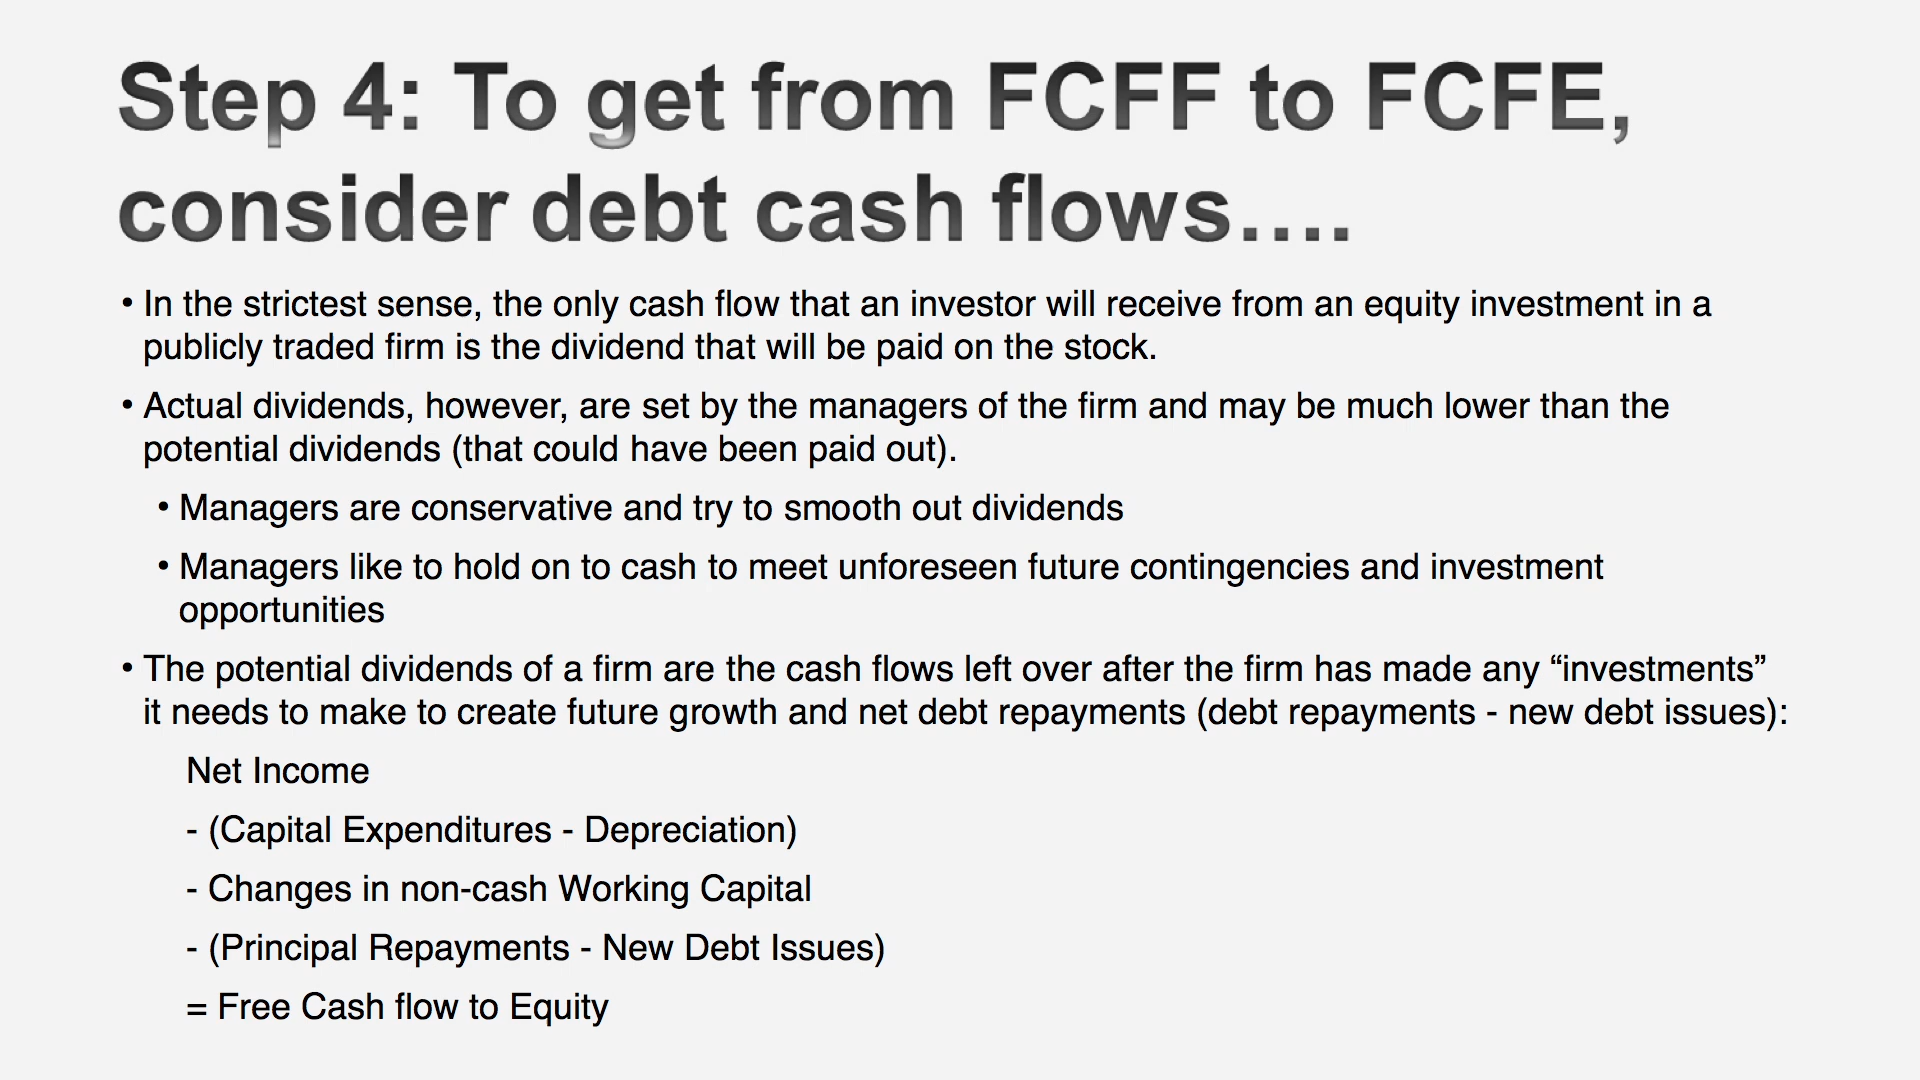 Step 4: To get from FCFF to FCFE,
consider debt cash flows....
• In the strictest sense, the only cash flow that an investor will receive from an equity investment in a
publicly traded firm is the dividend that will be paid on the stock.
• Actual dividends, however, are set by the managers of the firm and may be much lower than the
potential dividends (that could have been paid out).
• Managers are conservative and try to smooth out dividends
• Managers like to hold on to cash to meet unforeseen future contingencies and investment
opportunities
• The potential dividends of a firm are the cash flows left over after the firm has made any “investments”
it needs to make to create future growth and net debt repayments (debt repayments - new debt issues):
Net Income
- (Capital Expenditures - Depreciation)
- Changes in non-cash Working Capital
- (Principal Repayments - New Debt Issues)
= Free Cash flow to Equity